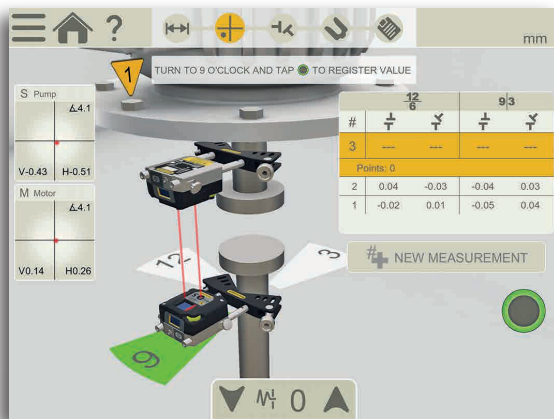 ?
mm
1
TURN TO 9 O'CLOCK AND TAP TO REGISTER VALUE
S Pump
∡4.1
V-0.43 H-0.51
M Motor
∡4.1
V0.14 H0.26
12 6 9 3
#
3 --- --- --- ---
Points: 0
2 0.04 -0.03 -0.04 0.03
1 -0.02 0.01 -0.05 0.04
# NEW MEASUREMENT
12
3
9
0